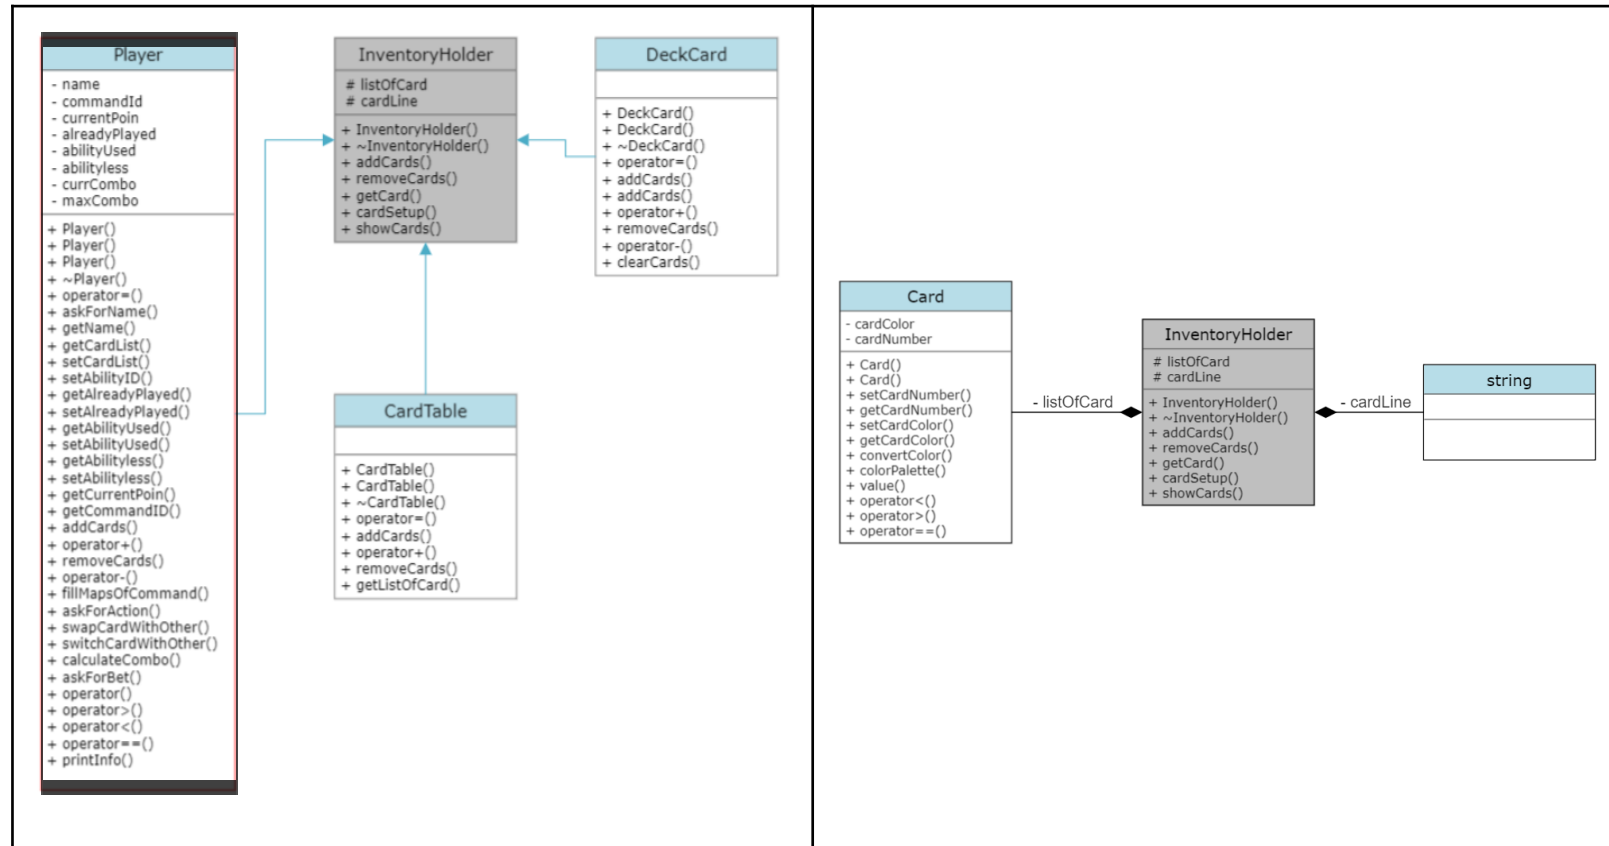 Player
- name
- commandId
- currentPoin
- alreadyPlayed
- abilityUsed
- abilityless
- currCombo
- maxCombo
+ Player()
+ Player()
+ Player()
+ ~Player()
+ operator=()
+ askForName()
+ getName()
+ getCardList()
+ setCardList()
+ setAbilityID()
+ getAlreadyPlayed()
+ setAlreadyPlayed()
+ getAbilityUsed()
+ setAbilityUsed()
+ getAbilityless()
+ setAbilityless()
+ getCurrentPoin()
+ getCommandID()
+ addCards()
+ operator+()
+ removeCards()
+ operator-()
+ fillMapsOfCommand()
+ askForAction()
+ swapCardWithOther()
+ switchCardWithOther()
+ calculateCombo()
+ askForBet()
+ operator()
+ operator>()
+ operator<()
+ operator==()
+ printInfo()
InventoryHolder
# listOfCard
# cardLine
+ InventoryHolder()
+ ~InventoryHolder()
+ addCards()
+ removeCards()
+ getCard()
+ cardSetup()
+ showCards()
DeckCard
+ DeckCard()
+ DeckCard()
+ ~DeckCard()
+ operator=()
+ addCards()
+ addCards()
+ operator+()
+ removeCards()
+ operator-()
+ clearCards()
CardTable
+ CardTable()
+ CardTable()
+ ~CardTable()
+ operator=()
+ addCards()
+ operator+()
+ removeCards()
+ getListOfCard()
Card
- cardColor
- cardNumber
+ Card()
+ Card()
+ setCardNumber()
+ getCardNumber()
+ setCardColor()
+ getCardColor()
+ convertColor()
+ colorPalette()
+ value()
+ operator<()
+ operator>()
+ operator==()
- listOfCard
InventoryHolder
# listOfCard
# cardLine
+ InventoryHolder()
+ ~InventoryHolder()
+ addCards()
+ removeCards()
+ getCard()
+ cardSetup()
+ showCards()
- cardLine
string